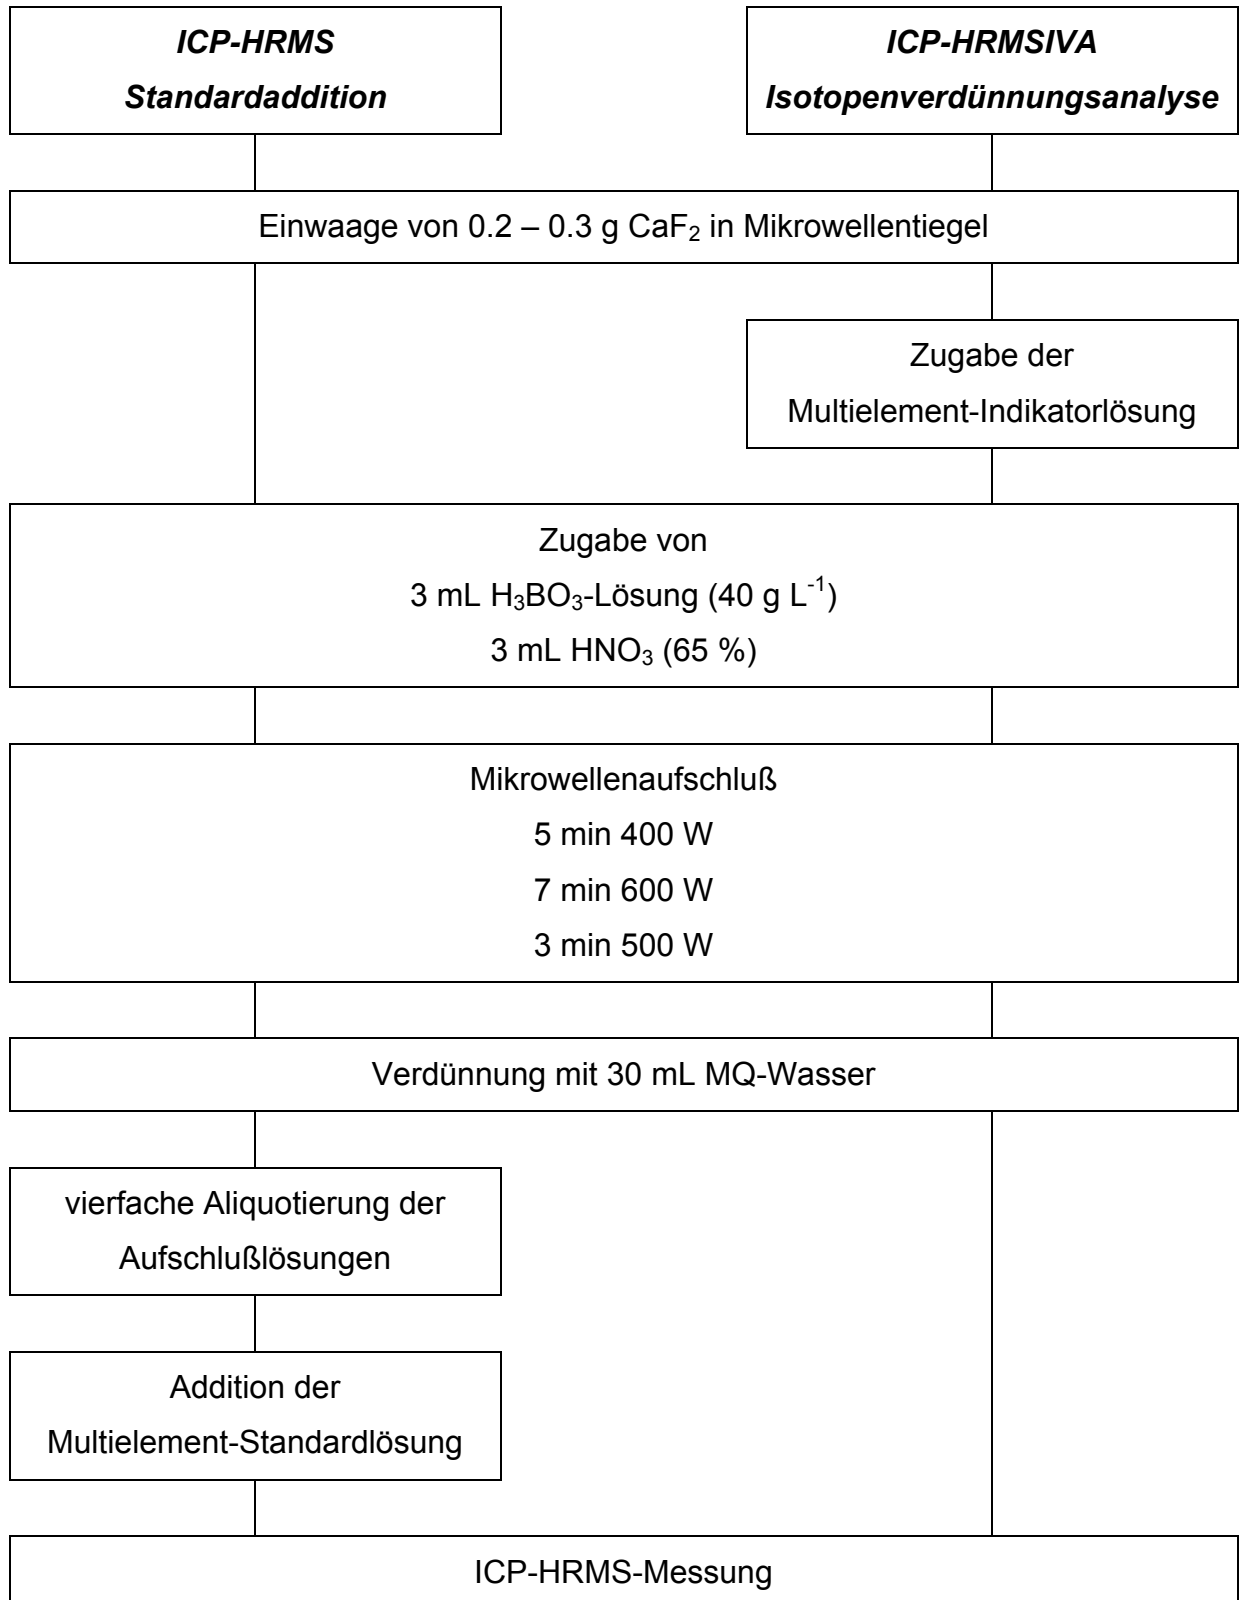 ICP-HRMS
Standardaddition
ICP-HRMSIVA
Isotopenverdünnungsanalyse
Einwaage von 0.2 – 0.3 g CaF₂ in Mikrowellentiegel
Zugabe der
Multielement-Indikatorlösung
Zugabe von
3 mL H₃BO₃-Lösung (40 g L⁻¹)
3 mL HNO₃ (65 %)
Mikrowellenaufschluß
5 min 400 W
7 min 600 W
3 min 500 W
Verdünnung mit 30 mL MQ-Wasser
vierfache Aliquotierung der
Aufschlußlösungen
Addition der
Multielement-Standardlösung
ICP-HRMS-Messung